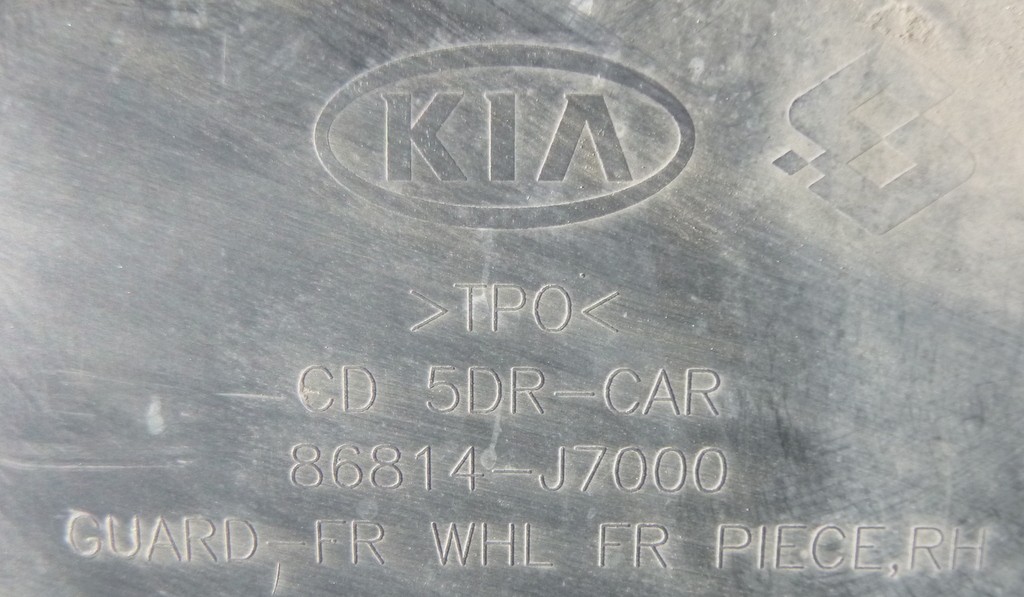 KIA
>TPO<
CD 5DR-CAR
86814-J7000
GUARD-FR WHL FR PIECE,RH